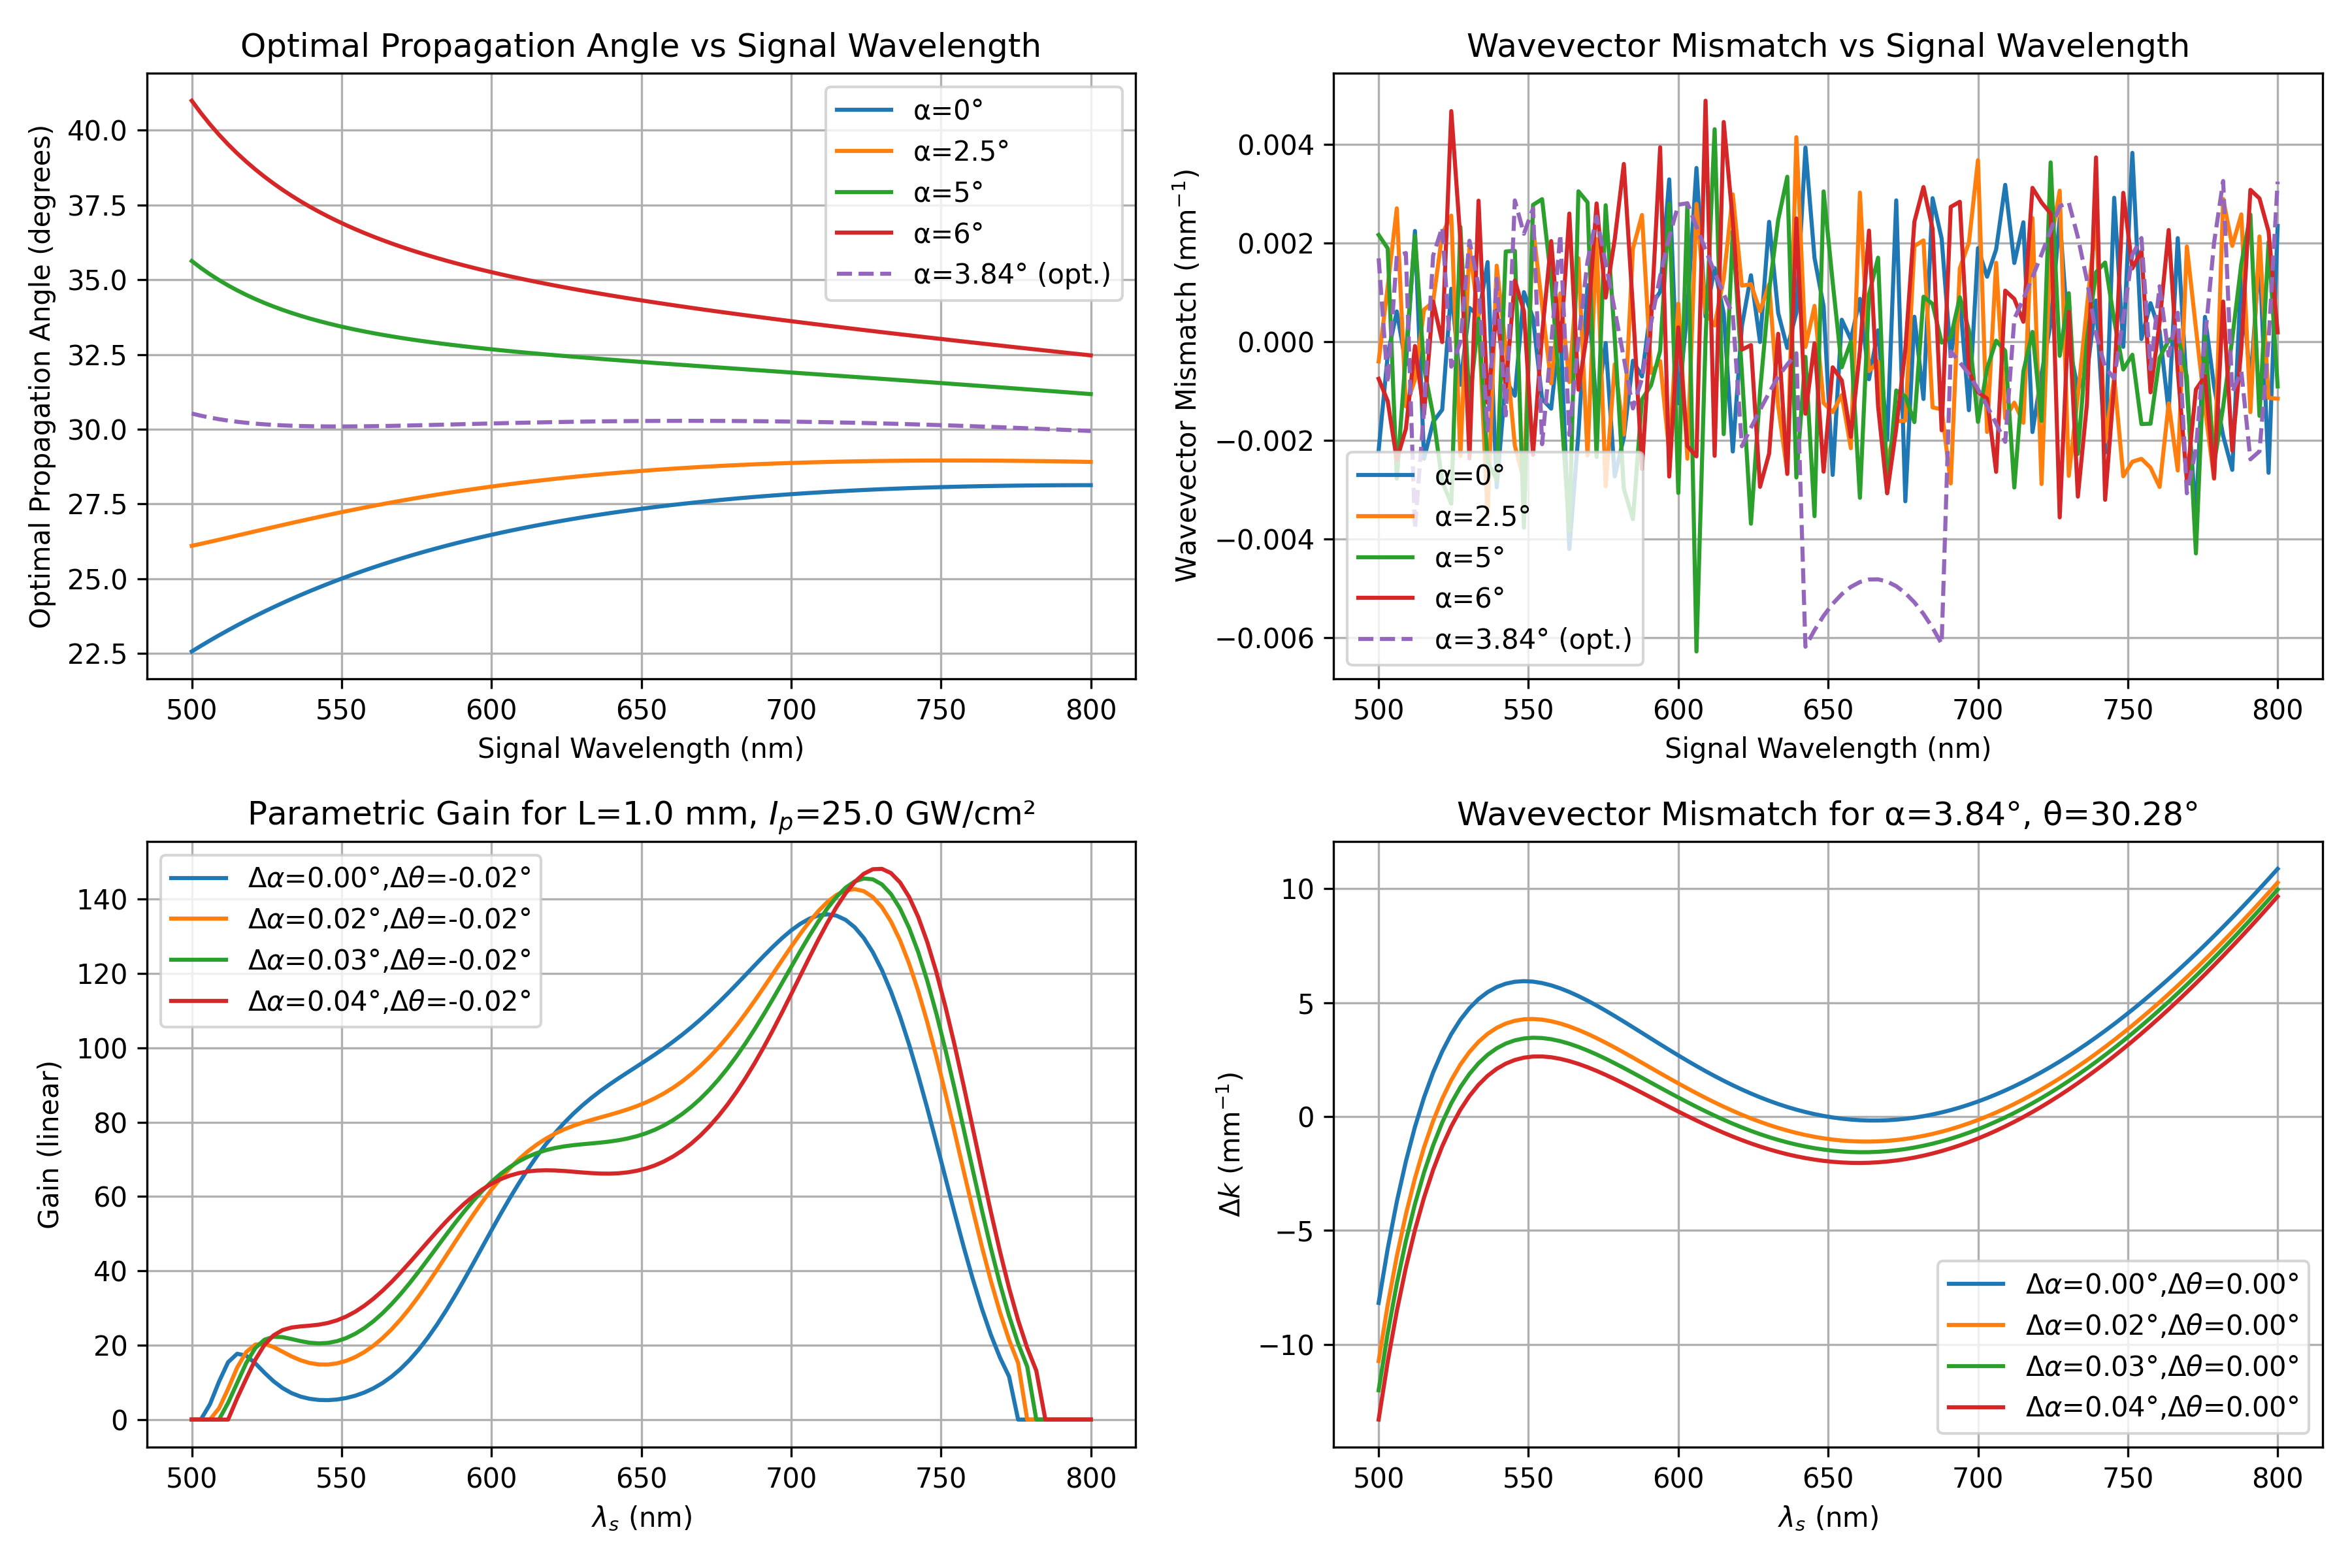 Optimal Propagation Angle vs Signal Wavelength
Optimal Propagation Angle (degrees)
40.0
37.5
35.0
32.5
30.0
27.5
25.0
22.5
α=0°
α=2.5°
α=5°
α=6°
α=3.84° (opt.)
500 550 600 650 700 750 800
Signal Wavelength (nm)
Wavevector Mismatch vs Signal Wavelength
Wavevector Mismatch (mm⁻¹)
0.004
0.002
0.000
−0.002
−0.004
−0.006
α=0°
α=2.5°
α=5°
α=6°
α=3.84° (opt.)
500 550 600 650 700 750 800
Signal Wavelength (nm)
Parametric Gain for L=1.0 mm, Iₚ=25.0 GW/cm²
Gain (linear)
140
120
100
80
60
40
20
0
Δα=0.00°,Δθ=-0.02°
Δα=0.02°,Δθ=-0.02°
Δα=0.03°,Δθ=-0.02°
Δα=0.04°,Δθ=-0.02°
500 550 600 650 700 750 800
λₛ (nm)
Wavevector Mismatch for α=3.84°, θ=30.28°
Δk (mm⁻¹)
10
5
0
−5
−10
Δα=0.00°,Δθ=0.00°
Δα=0.02°,Δθ=0.00°
Δα=0.03°,Δθ=0.00°
Δα=0.04°,Δθ=0.00°
500 550 600 650 700 750 800
λₛ (nm)